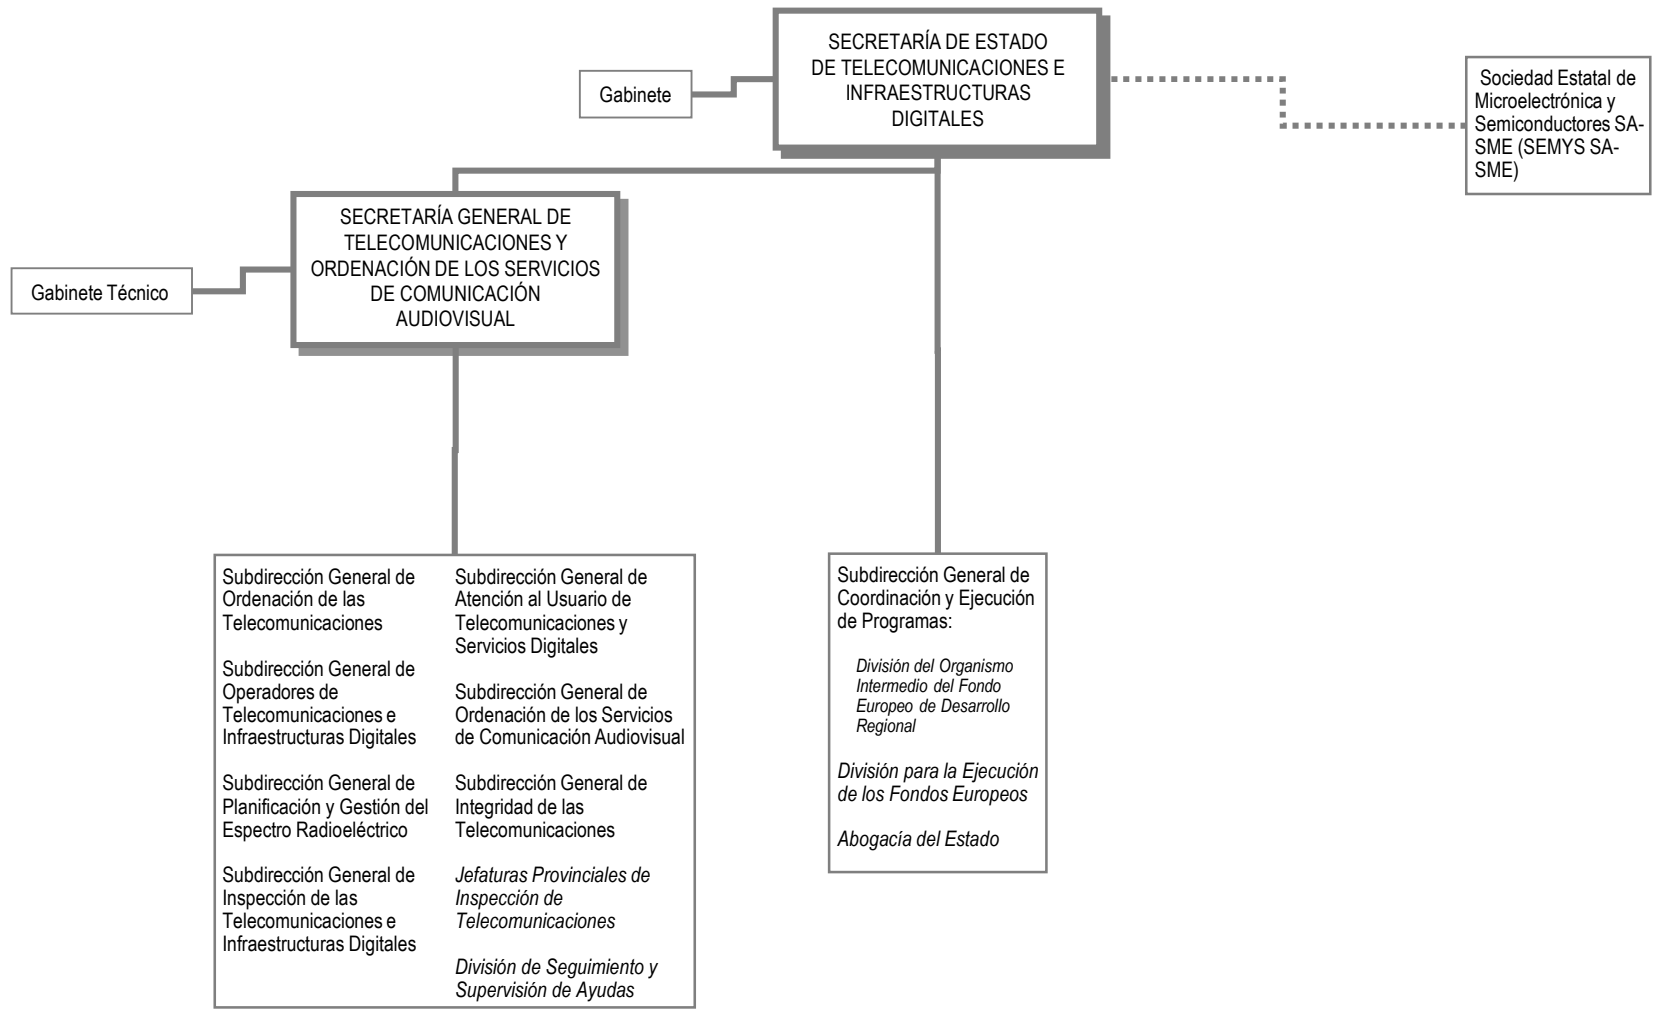 SECRETARÍA DE ESTADO
DE TELECOMUNICACIONES E
INFRAESTRUCTURAS
DIGITALES
Gabinete
Sociedad Estatal de
Microelectrónica y
Semiconductores SA-
SME (SEMYS SA-
SME)
SECRETARÍA GENERAL DE
TELECOMUNICACIONES Y
ORDENACIÓN DE LOS SERVICIOS
DE COMUNICACIÓN
AUDIOVISUAL
Gabinete Técnico
Subdirección General de
Ordenación de las
Telecomunicaciones
Subdirección General de
Operadores de
Telecomunicaciones e
Infraestructuras Digitales
Subdirección General de
Planificación y Gestión del
Espectro Radioeléctrico
Subdirección General de
Inspección de las
Telecomunicaciones e
Infraestructuras Digitales
Subdirección General de
Atención al Usuario de
Telecomunicaciones y
Servicios Digitales
Subdirección General de
Ordenación de los Servicios
de Comunicación Audiovisual
Subdirección General de
Integridad de las
Telecomunicaciones
Jefaturas Provinciales de
Inspección de
Telecomunicaciones
División de Seguimiento y
Supervisión de Ayudas
Subdirección General de
Coordinación y Ejecución
de Programas:
División del Organismo
Intermedio del Fondo
Europeo de Desarrollo
Regional
División para la Ejecución
de los Fondos Europeos
Abogacía del Estado